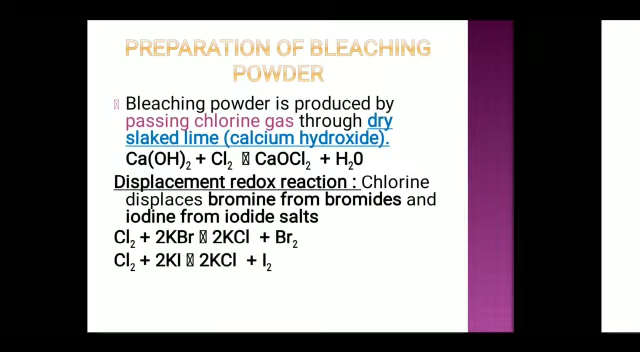 PREPARATION OF BLEACHING
POWDER
Bleaching powder is produced by
passing chlorine gas through dry
slaked lime (calcium hydroxide).
Ca(OH)₂ + Cl₂ 🠖 CaOCl₂ + H₂0
Displacement redox reaction : Chlorine
displaces bromine from bromides and
iodine from iodide salts
Cl₂ + 2KBr 🠖 2KCl + Br₂
Cl₂ + 2KI 🠖 2KCl + I₂